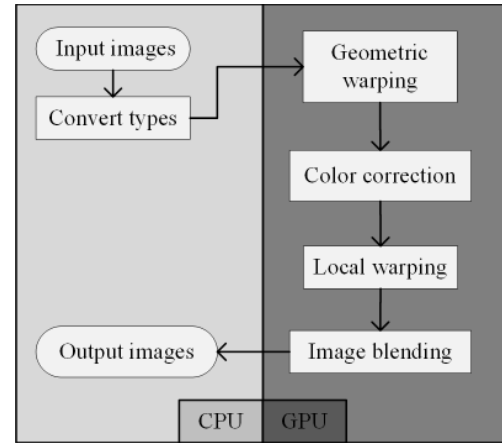 Input images
Convert types
Geometric
warping
Color correction
Local warping
Image blending
Output images
CPU
GPU